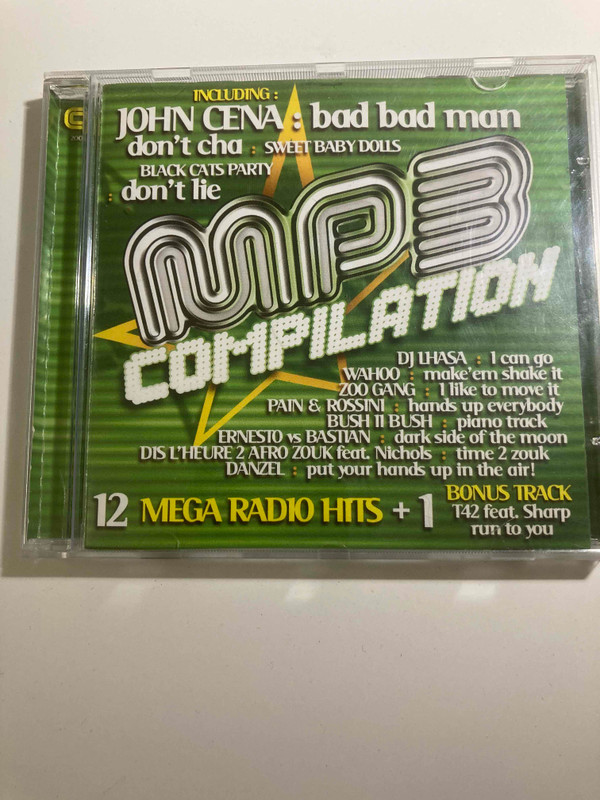 INCLUDING :
JOHN CENA : bad bad man
don't cha : SWEET BABY DOLLS
BLACK CATS PARTY
: don't lie
MP3
COMPILATION
DJ LHASA : I can go
WAHOO : make'em shake it
ZOO GANG : I like to move it
PAIN & ROSSINI : hands up everybody
BUSH II BUSH : piano track
ERNESTO vs BASTIAN : dark side of the moon
DIS L'HEURE 2 AFRO ZOUK feat. Nichols : time 2 zouk
DANZEL : put your hands up in the air!
12 MEGA RADIO HITS + 1
BONUS TRACK
T42 feat. Sharp
run to you